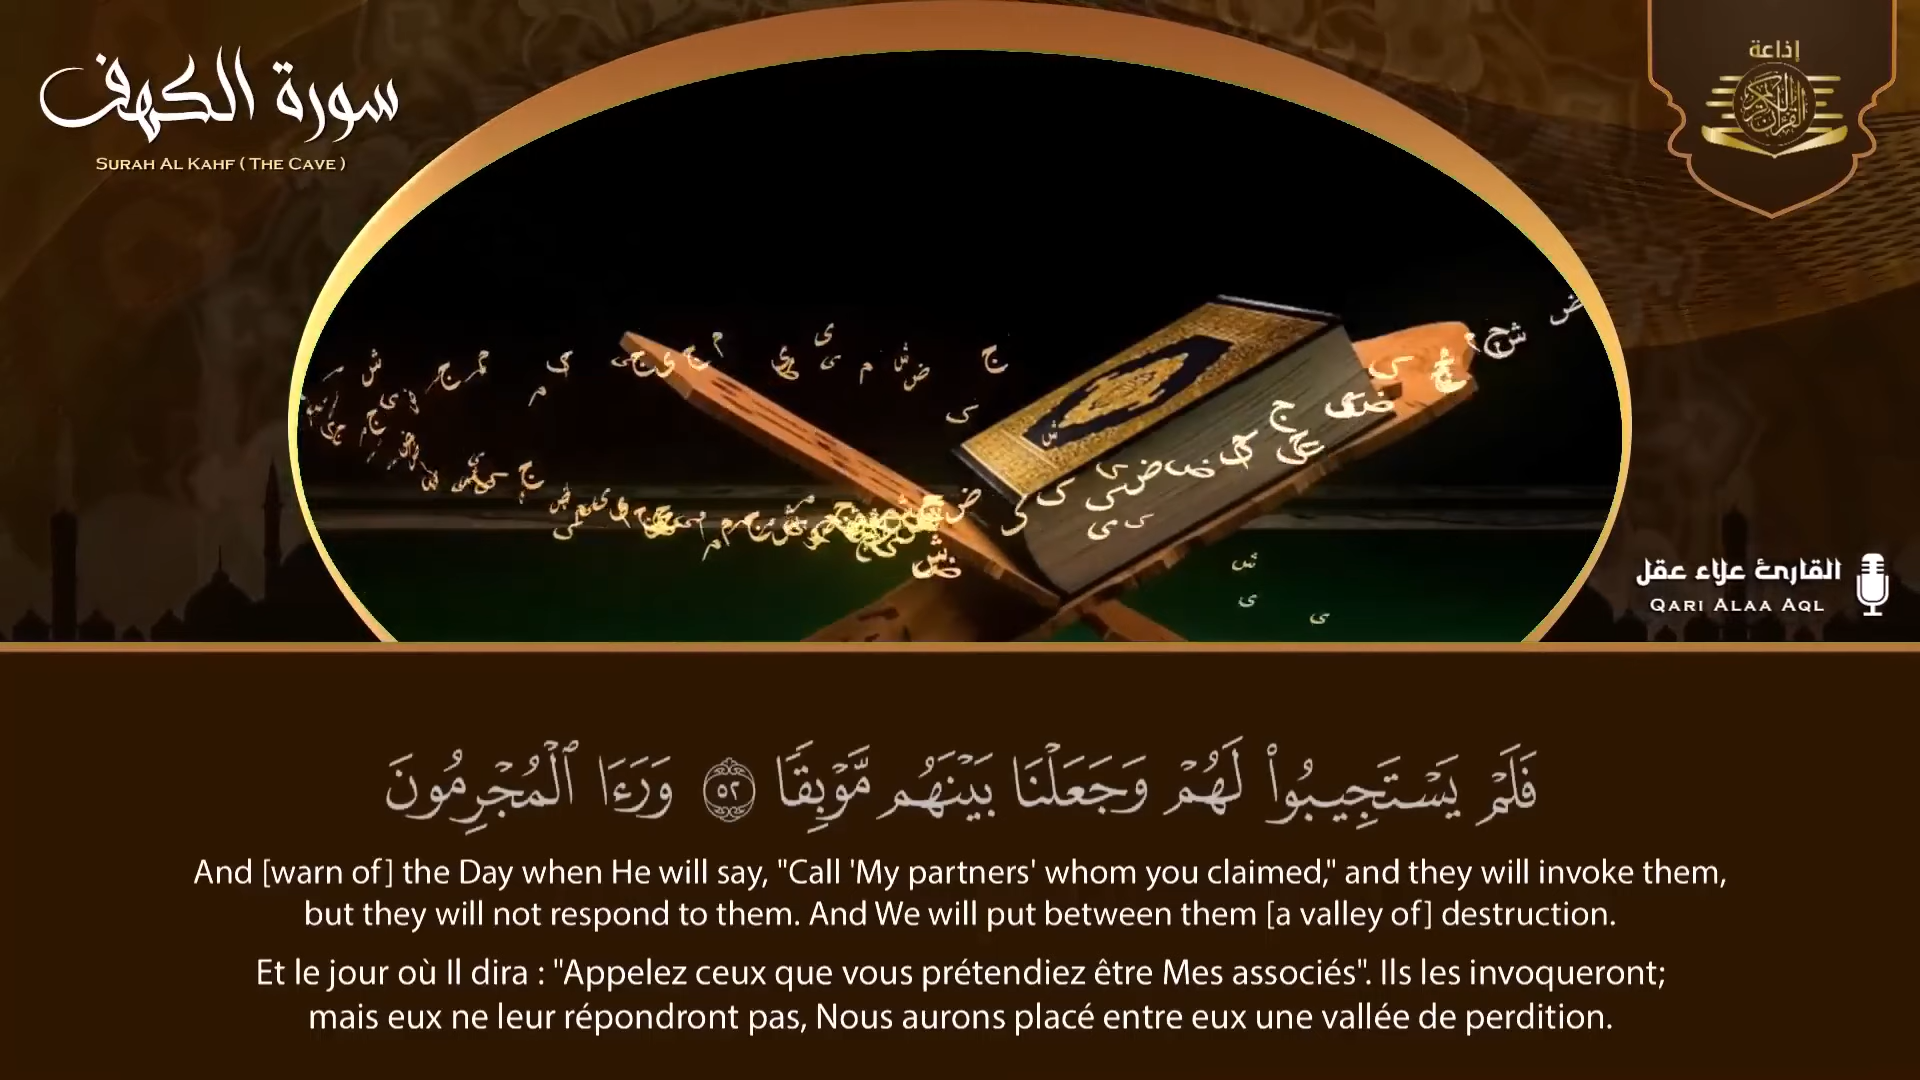 سورة الكهف
SURAH AL KAHF ( THE CAVE )
إذاعة
القرآن الكريم
القارئ علاء عقل
QARI ALAA AQL
فَلَمْ يَسْتَجِيبُوا۟ لَهُمْ وَجَعَلْنَا بَيْنَهُم مَّوْبِقًا ٥٢ وَرَءَا ٱلْمُجْرِمُونَ
And [warn of] the Day when He will say, "Call 'My partners' whom you claimed," and they will invoke them,
but they will not respond to them. And We will put between them [a valley of] destruction.
Et le jour où Il dira : "Appelez ceux que vous prétendiez être Mes associés". Ils les invoqueront;
mais eux ne leur répondront pas, Nous aurons placé entre eux une vallée de perdition.